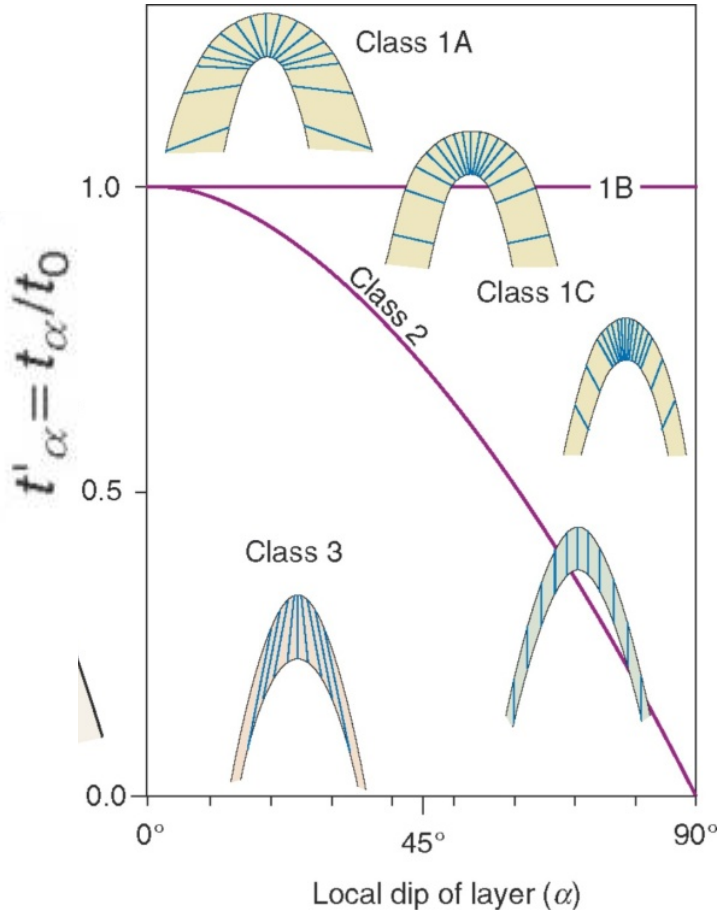 Class 1A
1.0
1B
Class 2
Class 1C
t'α = tα/t0
0.5
Class 3
0.0
0°
45°
90°
Local dip of layer (α)